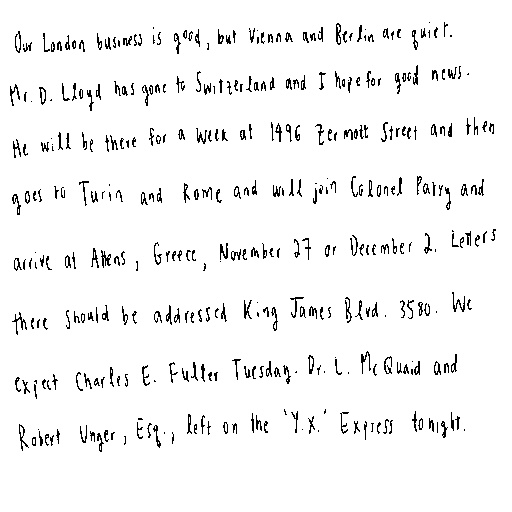 Our London business is good, but Vienna and Berlin are quiet.
Mr. D. Lloyd has gone to Switzerland and I hope for good news.
He will be there for a week at 1496 Zermott Street and then
goes to Turin and Rome and will join Colonel Parry and
arrive at Athens, Greece, November 27 or December 2. Letters
there should be addressed King James Blvd. 3580. We
expect Charles E. Fuller Tuesday. Dr. L. McQuaid and
Robert Unger, Esq., left on the 'Y.X.' Express tonight.